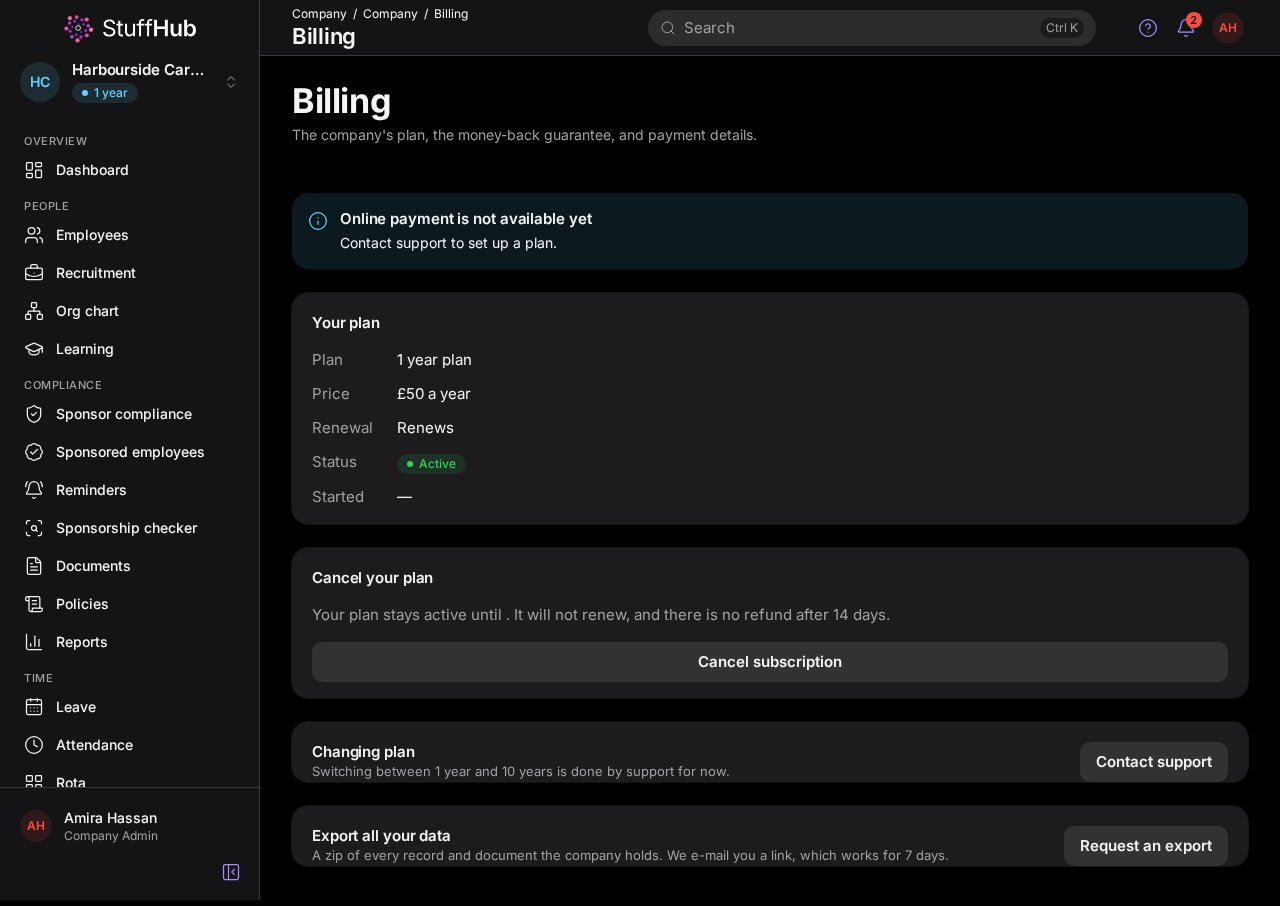 StuffHub
HC
Harbourside Car...
1 year
OVERVIEW
Dashboard
PEOPLE
Employees
Recruitment
Org chart
Learning
COMPLIANCE
Sponsor compliance
Sponsored employees
Reminders
Sponsorship checker
Documents
Policies
Reports
TIME
Leave
Attendance
Rota
AH
Amira Hassan
Company Admin
Company / Company / Billing
Billing
Search
Ctrl K
2
AH
Billing
The company's plan, the money-back guarantee, and payment details.
Online payment is not available yet
Contact support to set up a plan.
Your plan
Plan 1 year plan
Price £50 a year
Renewal Renews
Status Active
Started —
Cancel your plan
Your plan stays active until . It will not renew, and there is no refund after 14 days.
Cancel subscription
Changing plan
Switching between 1 year and 10 years is done by support for now.
Contact support
Export all your data
A zip of every record and document the company holds. We e-mail you a link, which works for 7 days.
Request an export